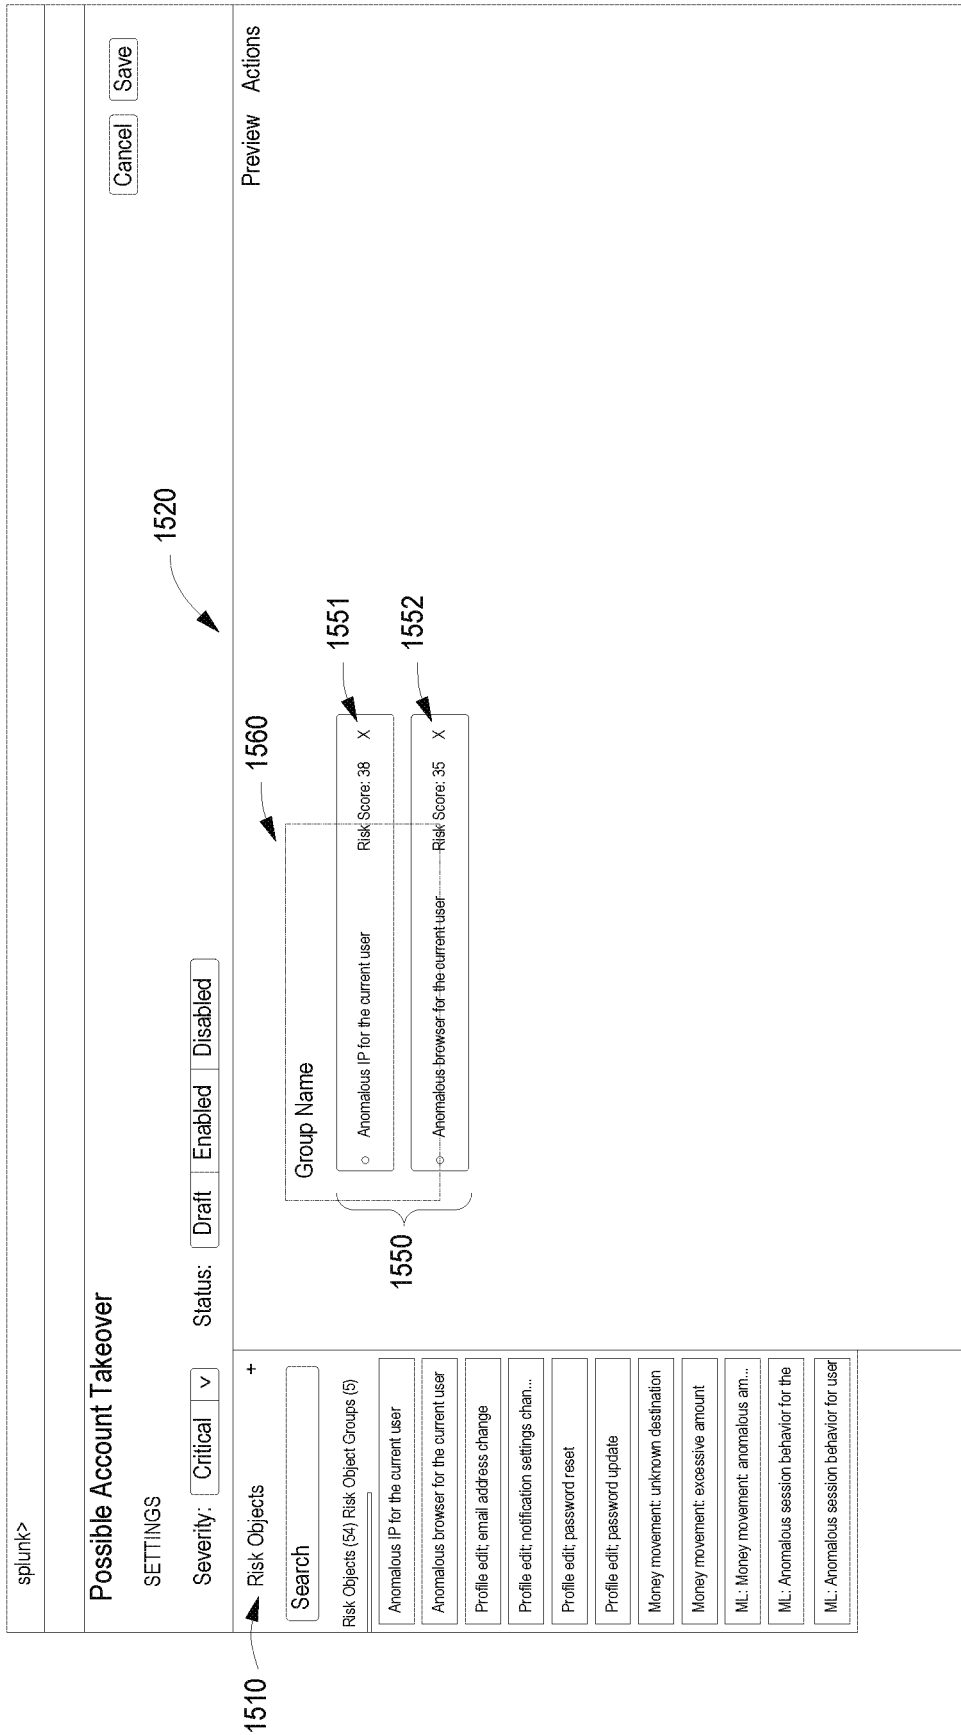 splunk>
Possible Account Takeover
Cancel Save
SETTINGS
Severity: Critical v Status: Draft Enabled Disabled
1520
1510
Risk Objects +
Preview Actions
Search
Risk Objects (54) Risk Object Groups (5)
Anomalous IP for the current user
Anomalous browser for the current user
Profile edit; email address change
Profile edit; notification settings chan...
Profile edit; password reset
Profile edit; password update
Money movement: unknown destination
Money movement: excessive amount
ML: Money movement: anomalous am...
ML: Anomalous session behavior for the
ML: Anomalous session behavior for user
1560
Group Name
1551
Anomalous IP for the current user Risk Score: 38 X
1552
Anomalous browser for the current user Risk Score: 35 X
1550